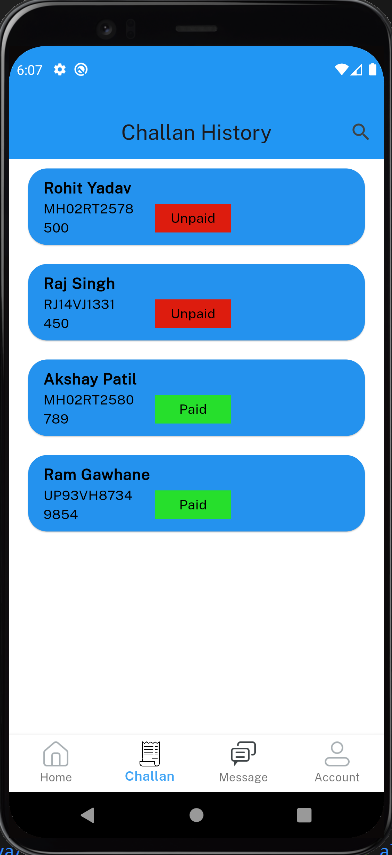 6:07
Challan History
Rohit Yadav
MH02RT2578
Unpaid
500
Raj Singh
RJ14VJ1331
Unpaid
450
Akshay Patil
MH02RT2580
Paid
789
Ram Gawhane
UP93VH8734
Paid
9854
Home
Challan
Message
Account